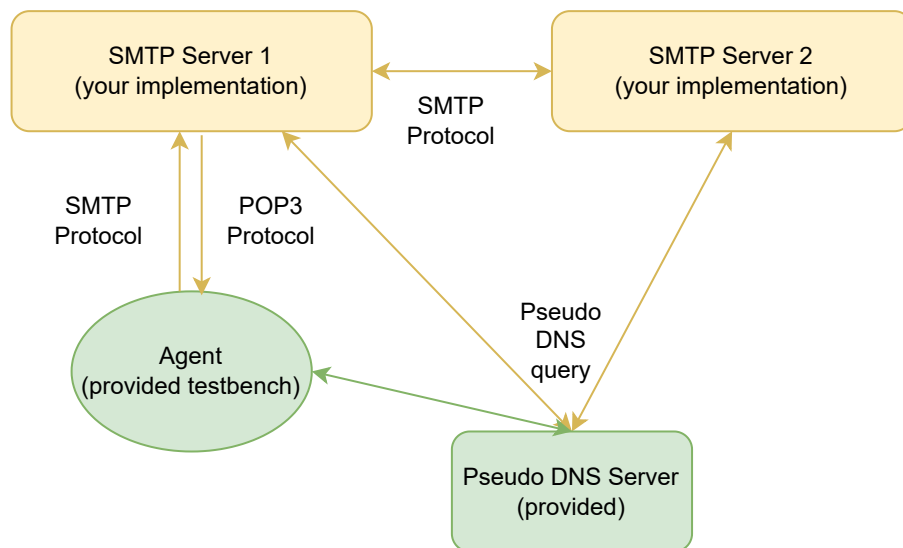 SMTP Server 1
(your implementation)
SMTP Server 2
(your implementation)
SMTP
Protocol
SMTP
Protocol
POP3
Protocol
Pseudo
DNS
query
Agent
(provided testbench)
Pseudo DNS Server
(provided)